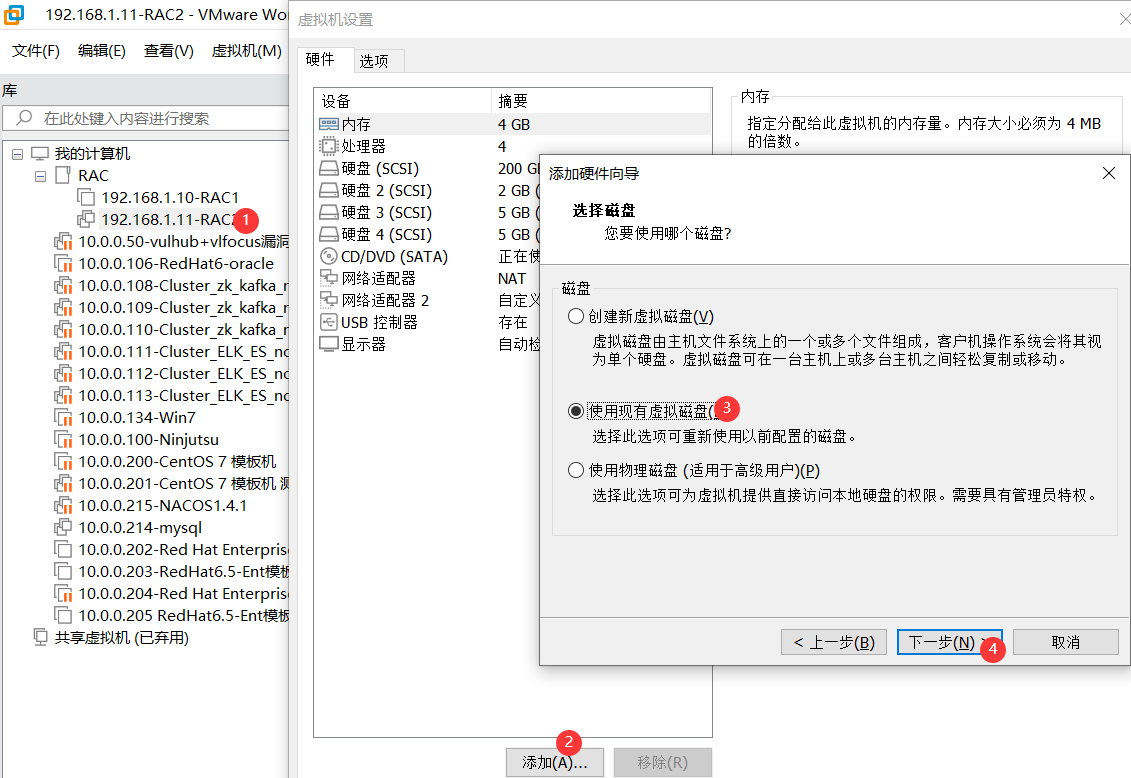 192.168.1.11-RAC2 - VMware Wo
虚拟机设置
文件(F) 编辑(E) 查看(V) 虚拟机(M)
硬件 选项
库
在此处键入内容进行搜索
我的计算机
RAC
192.168.1.10-RAC1
192.168.1.11-RAC2
1
10.0.0.50-vulhub+vlfocus漏洞
10.0.0.106-RedHat6-oracle
10.0.0.108-Cluster_zk_kafka_n
10.0.0.109-Cluster_zk_kafka_n
10.0.0.110-Cluster_zk_kafka_n
10.0.0.111-Cluster_ELK_ES_no
10.0.0.112-Cluster_ELK_ES_no
10.0.0.113-Cluster_ELK_ES_no
10.0.0.134-Win7
10.0.0.100-Ninjutsu
10.0.0.200-CentOS 7 模板机
10.0.0.201-CentOS 7 模板机 测
10.0.0.215-NACOS1.4.1
10.0.0.214-mysql
10.0.0.202-Red Hat Enterprise
10.0.0.203-RedHat6.5-Ent模板
10.0.0.204-Red Hat Enterprise
10.0.0.205 RedHat6.5-Ent模板
共享虚拟机 (已弃用)
设备 摘要
内存 4 GB
处理器 4
硬盘 (SCSI) 200 GB
硬盘 2 (SCSI) 2 GB (
硬盘 3 (SCSI) 5 GB (
硬盘 4 (SCSI) 5 GB (
CD/DVD (SATA) 正在使
网络适配器 NAT
网络适配器 2 自定义
USB 控制器 存在
显示器 自动检
2
添加(A)... 移除(R)
内存
指定分配给此虚拟机的内存量。内存大小必须为 4 MB
的倍数。
添加硬件向导
选择磁盘
您要使用哪个磁盘?
磁盘
创建新虚拟磁盘(V)
虚拟磁盘由主机文件系统上的一个或多个文件组成，客户机操作系统会将其视
为单个硬盘。虚拟磁盘可在一台主机上或多台主机之间轻松复制或移动。
使用现有虚拟磁盘(
3
选择此选项可重新使用以前配置的磁盘。
使用物理磁盘 (适用于高级用户)(P)
选择此选项可为虚拟机提供直接访问本地硬盘的权限。需要具有管理员特权。
< 上一步(B) 下一步(N) > 取消
4